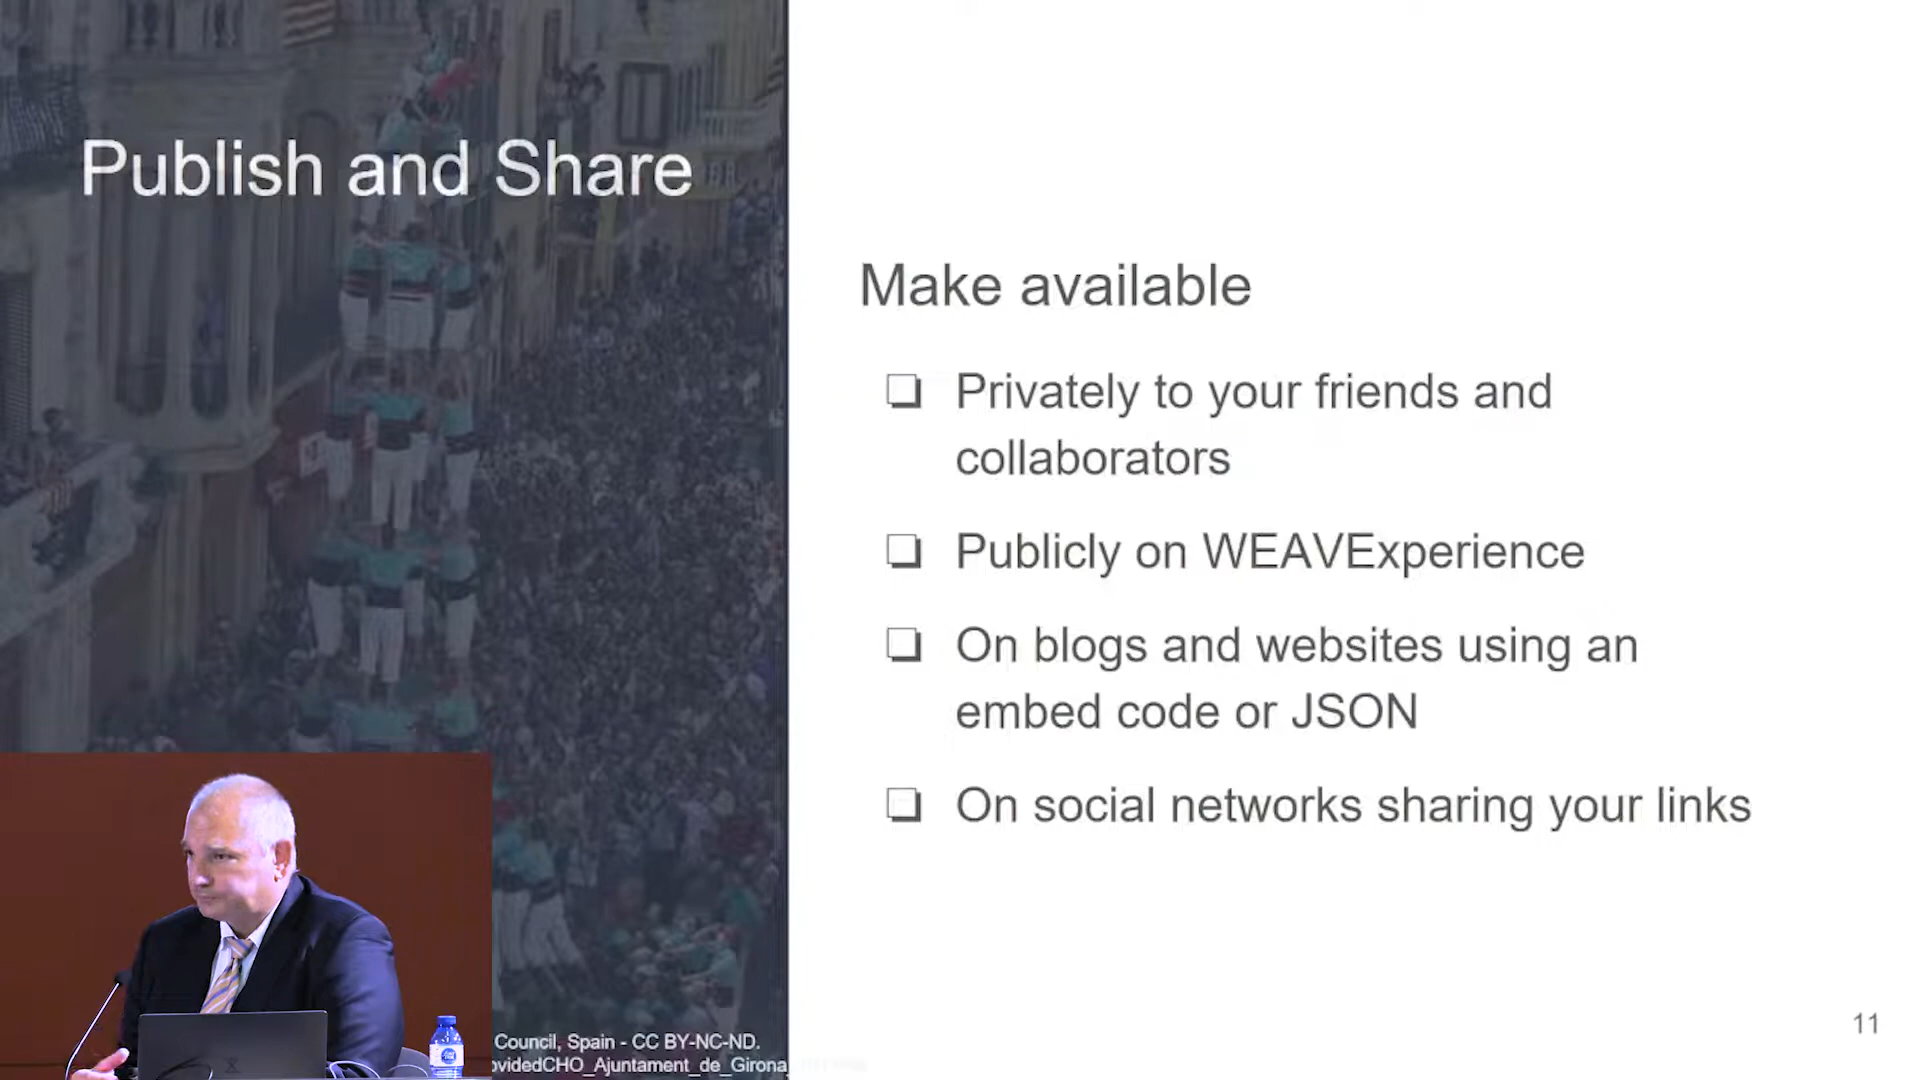 Publish and Share
Make available
Privately to your friends and
collaborators
Publicly on WEAVExperience
On blogs and websites using an
embed code or JSON
On social networks sharing your links
Council, Spain - CC BY-NC-ND.
ovidedCHO_Ajuntament_de_Girona
11